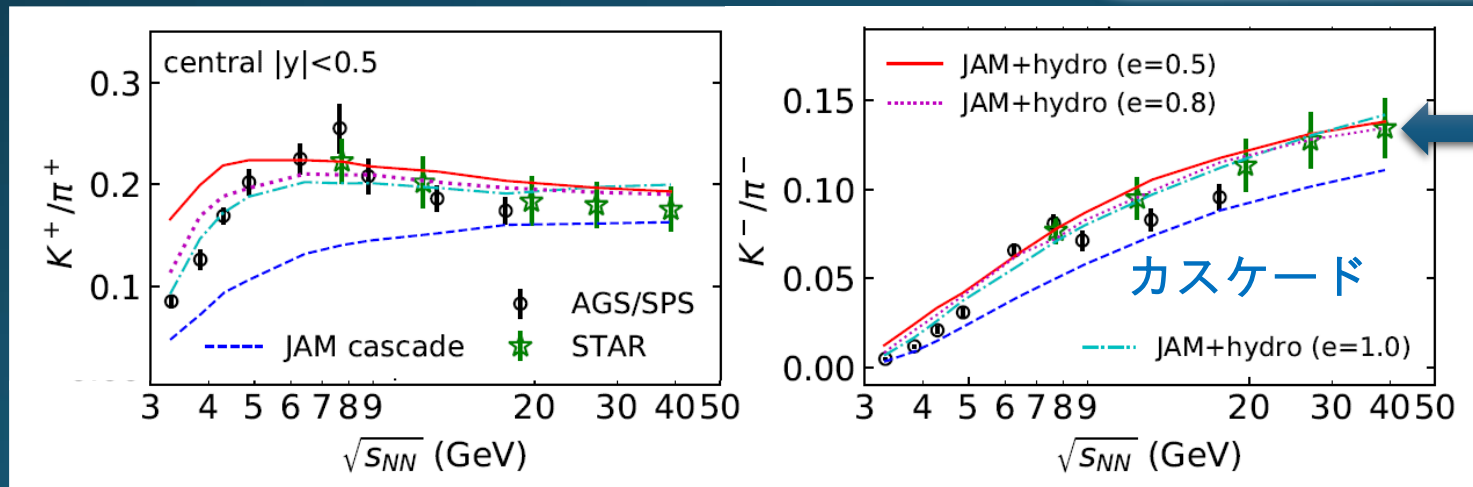 central |y|<0.5
0.3
0.2
0.1
K⁺/π⁺
AGS/SPS
JAM cascade
STAR
3 4 5 6 7 8 9 20 30 40 50
√sNN (GeV)
JAM+hydro (e=0.5)
JAM+hydro (e=0.8)
0.15
0.10
0.05
0.00
K⁻/π⁻
カスケード
JAM+hydro (e=1.0)
3 4 5 6 7 8 9 20 30 40 50
√sNN (GeV)